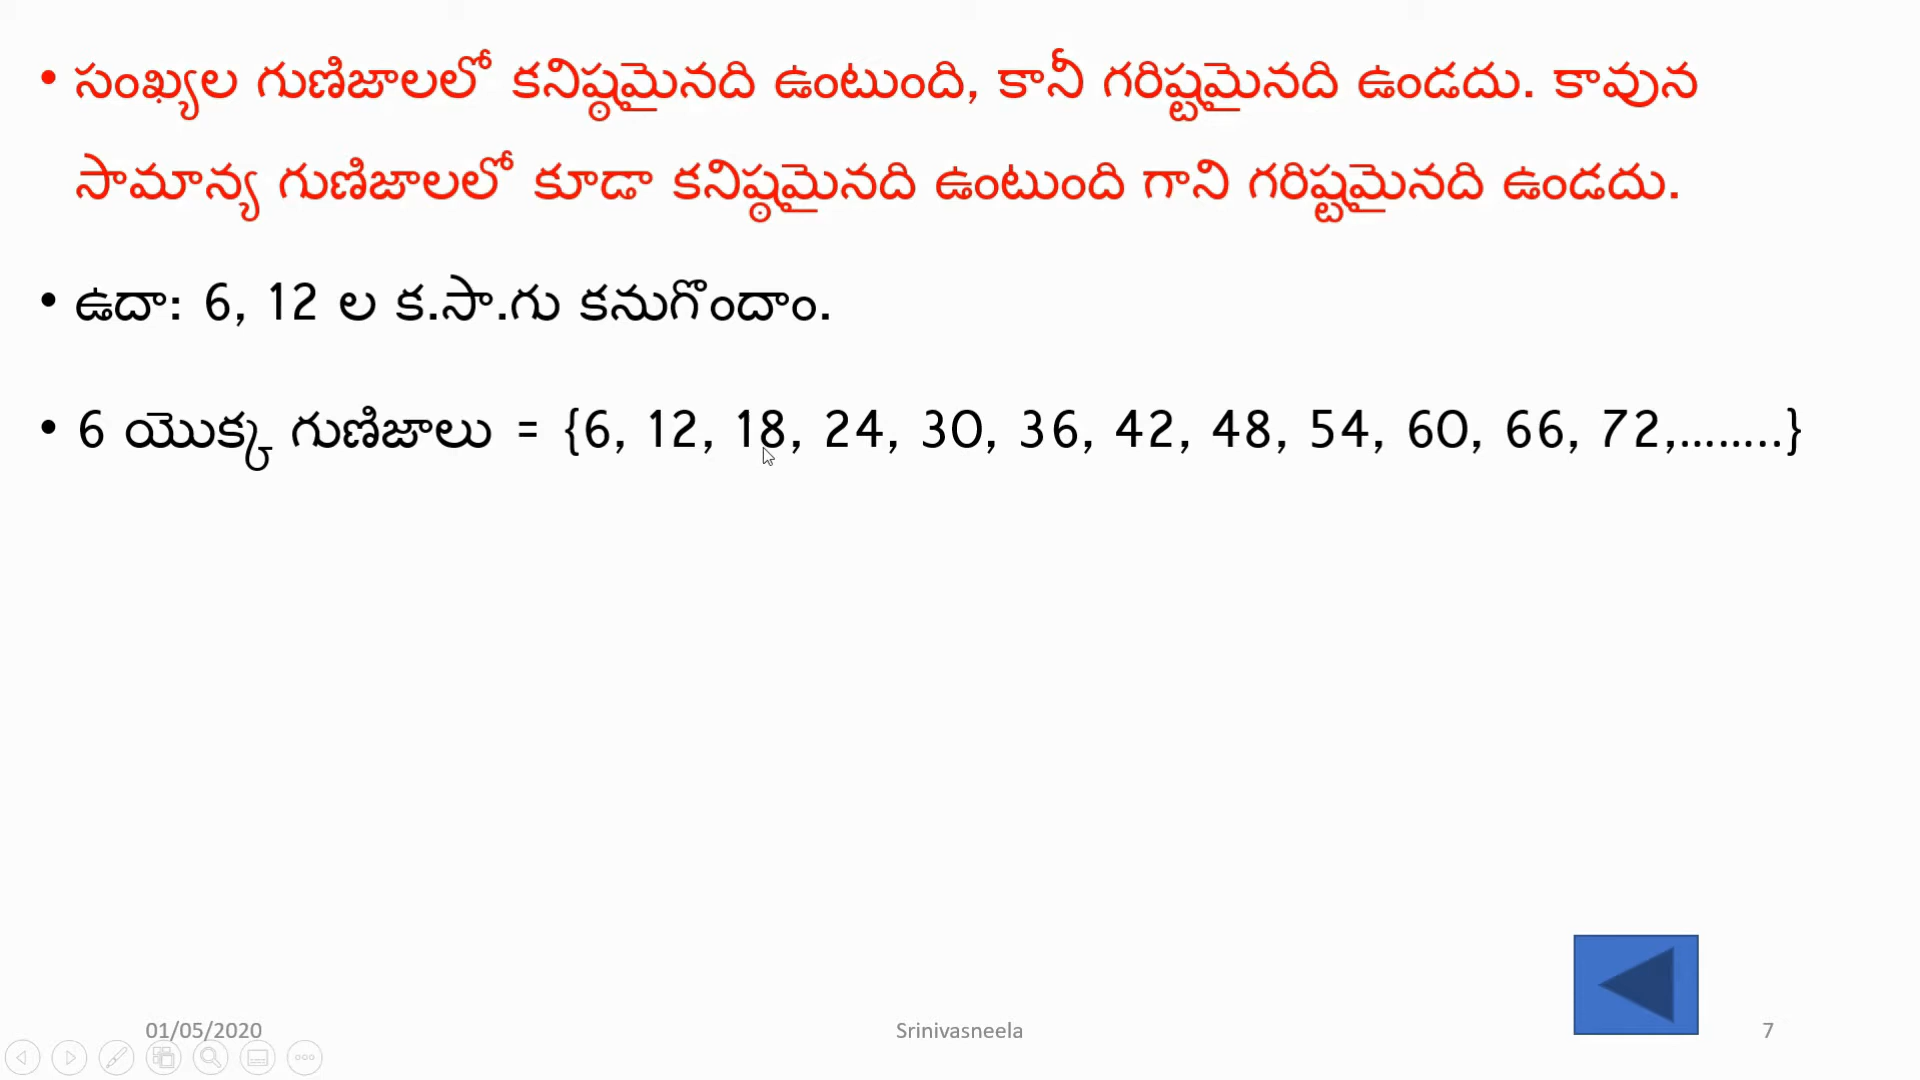 • సంఖ్యల గుణిజాలలో కనిష్ఠమైనది ఉంటుంది, కానీ గరిష్టమైనది ఉండదు. కావున
సామాన్య గుణిజాలలో కూడా కనిష్ఠమైనది ఉంటుంది గాని గరిష్టమైనది ఉండదు.
• ఉదా: 6, 12 ల క.సా.గు కనుగొందాం.
• 6 యొక్క గుణిజాలు = {6, 12, 18, 24, 30, 36, 42, 48, 54, 60, 66, 72,........}
01/05/2020
Srinivasneela
7